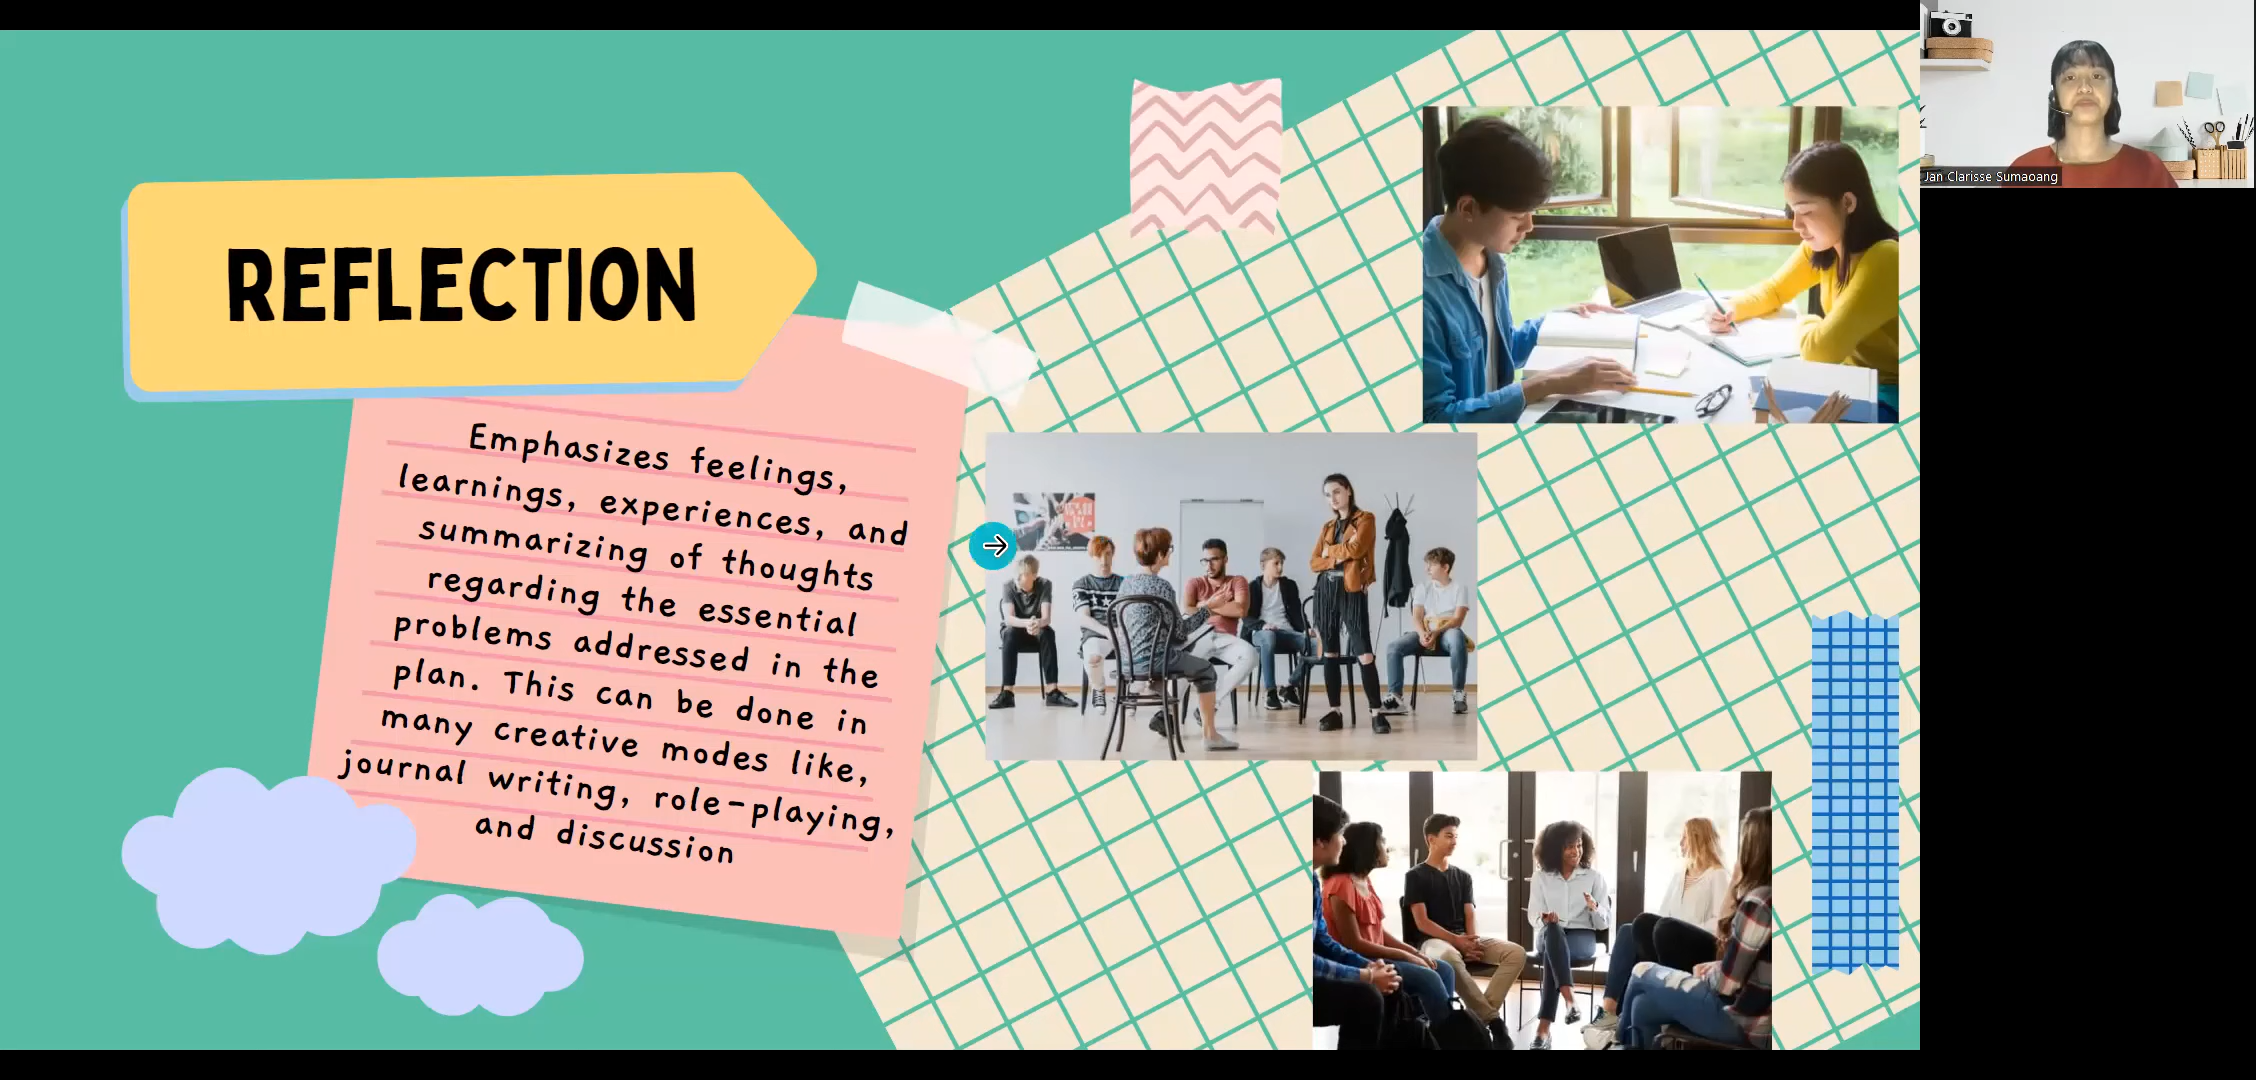 REFLECTION
Emphasizes feelings,
learnings, experiences, and
summarizing of thoughts
regarding the essential
problems addressed in the
plan. This can be done in
many creative modes like,
journal writing, role-playing,
and discussion
Jan Clarisse Sumaoang